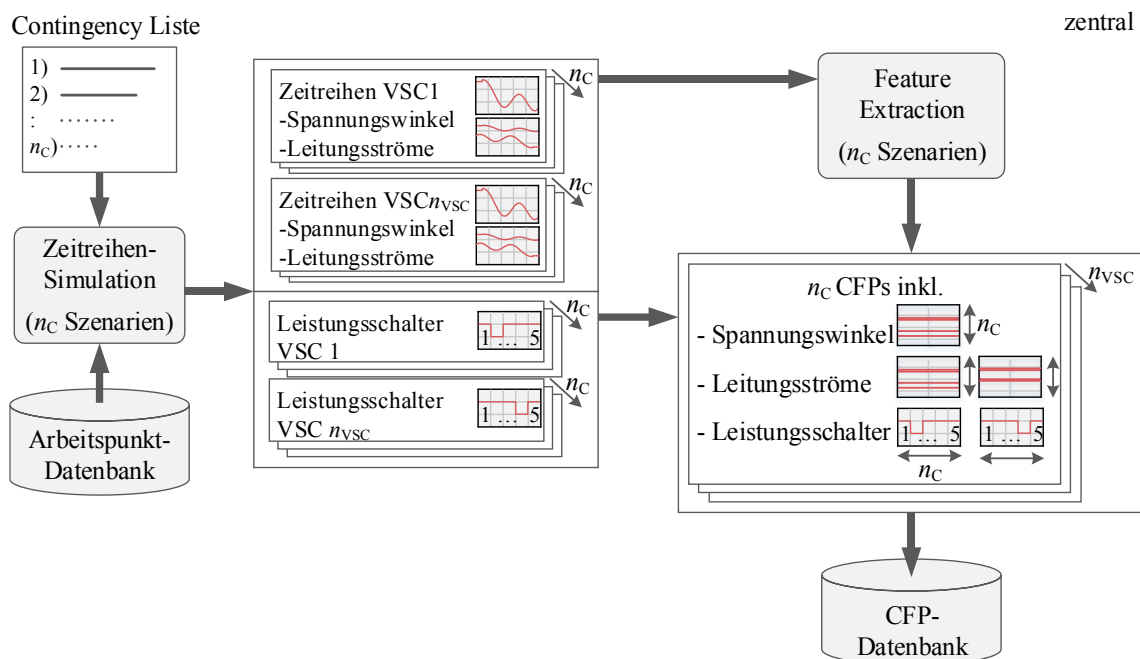 Contingency Liste
zentral
1)
2)
:
nC)
Zeitreihen-
Simulation
(nC Szenarien)
Arbeitspunkt-
Datenbank
Zeitreihen VSC1
-Spannungswinkel
-Leitungsströme
nC
Zeitreihen VSCnVSC
-Spannungswinkel
-Leitungsströme
nC
Leistungsschalter
VSC 1
1 ... 5
nC
Leistungsschalter
VSC nVSC
1 ... 5
nC
Feature
Extraction
(nC Szenarien)
nC CFPs inkl.
nVSC
- Spannungswinkel
nC
- Leitungsströme
- Leistungsschalter
1 ... 5
1 ... 5
nC
CFP-
Datenbank